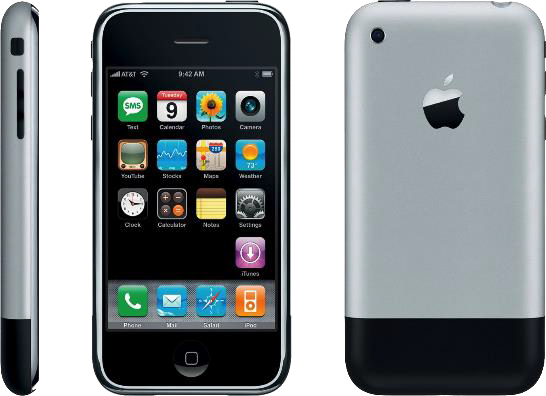 AT&T 9:42 AM
SMS Tuesday 280
9 73°
Text Calendar Photos Camera
YouTube Stocks Maps Weather
Clock Calculator Notes Settings
iTunes
Phone Mail Safari iPod